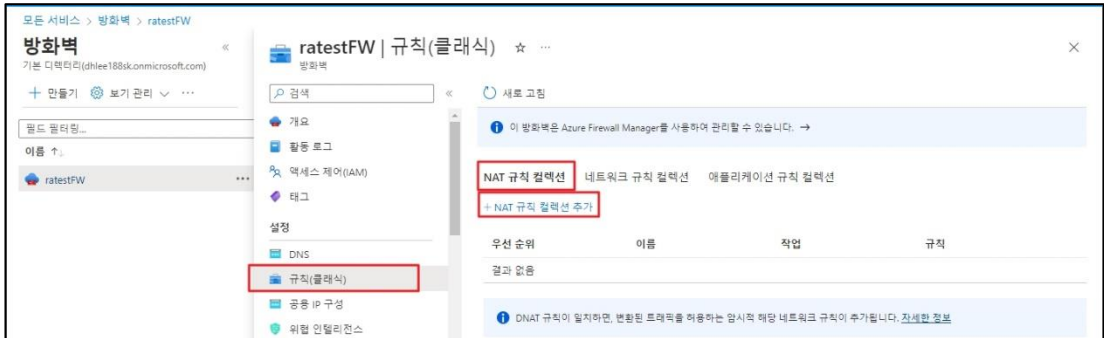 모든 서비스 > 방화벽 > ratestFW
방화벽
기본 디렉터리(dhlee188sk.onmicrosoft.com)
+ 만들기 보기 관리 ...
필드 필터링...
이름 ↑↓
ratestFW ...
ratestFW | 규칙(클래식) ☆ ...
방화벽
검색
개요
활동 로그
액세스 제어(IAM)
태그
설정
DNS
규칙(클래식)
공용 IP 구성
위협 인텔리전스
새로 고침
이 방화벽은 Azure Firewall Manager를 사용하여 관리할 수 있습니다. →
NAT 규칙 컬렉션 네트워크 규칙 컬렉션 애플리케이션 규칙 컬렉션
+ NAT 규칙 컬렉션 추가
우선 순위 이름 작업 규칙
결과 없음
DNAT 규칙이 일치하면, 변환된 트래픽을 허용하는 암시적 해당 네트워크 규칙이 추가됩니다. 자세한 정보